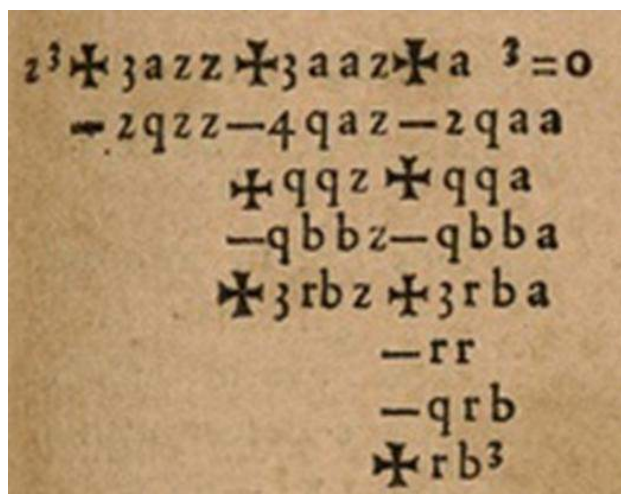 z³✠3azz✠3aaz✠a ³=0
-2qzz—4qaz—2qaa
✠qqz ✠qqa
—qbbz—qbba
✠3rbz ✠3rba
—rr
—qrb
✠rb³